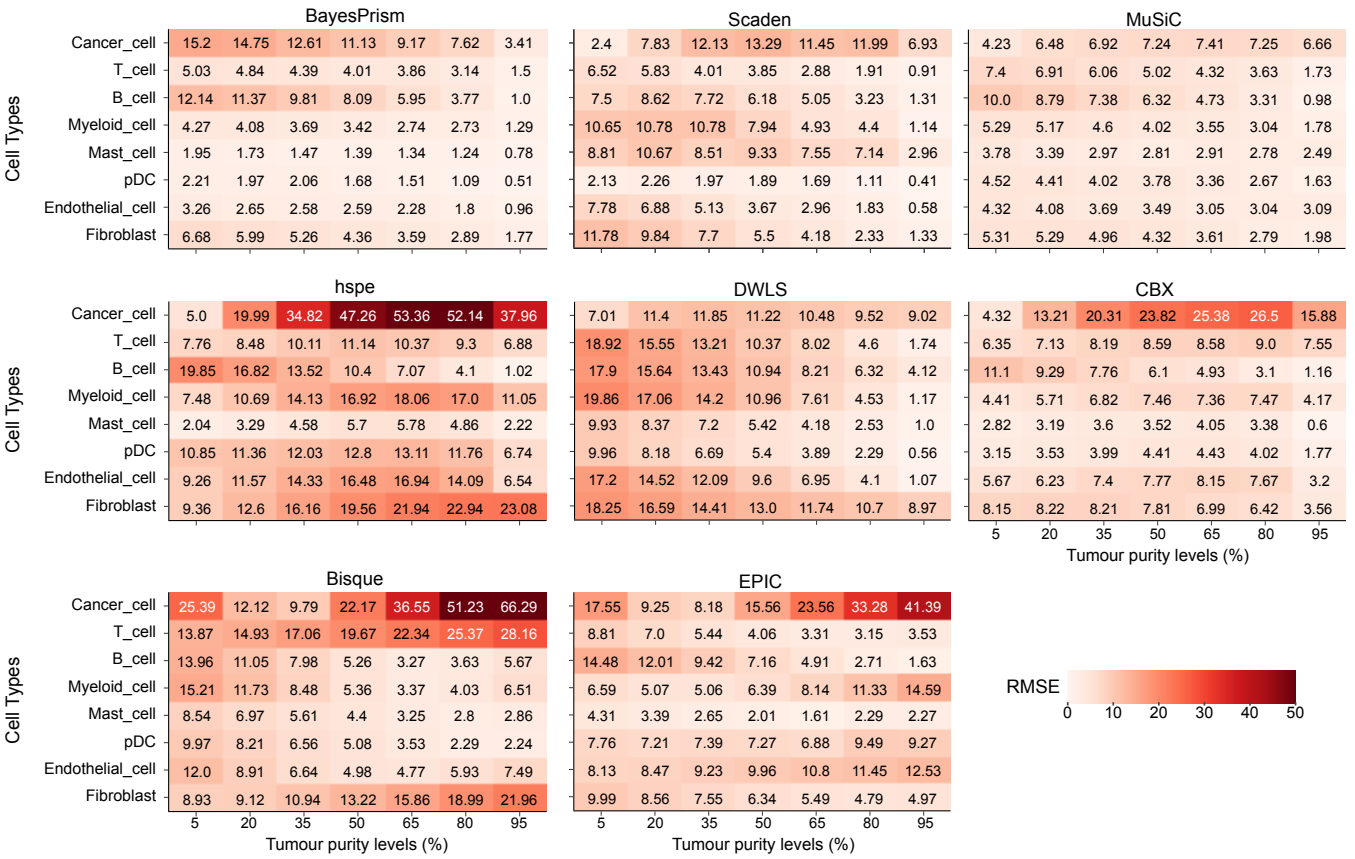 BayesPrism Scaden MuSiC
Cell Types
Cancer_cell 15.2 14.75 12.61 11.13 9.17 7.62 3.41 2.4 7.83 12.13 13.29 11.45 11.99 6.93 4.23 6.48 6.92 7.24 7.41 7.25 6.66
T_cell 5.03 4.84 4.39 4.01 3.86 3.14 1.5 6.52 5.83 4.01 3.85 2.88 1.91 0.91 7.4 6.91 6.06 5.02 4.32 3.63 1.73
B_cell 12.14 11.37 9.81 8.09 5.95 3.77 1.0 7.5 8.62 7.72 6.18 5.05 3.23 1.31 10.0 8.79 7.38 6.32 4.73 3.31 0.98
Myeloid_cell 4.27 4.08 3.69 3.42 2.74 2.73 1.29 10.65 10.78 10.78 7.94 4.93 4.4 1.14 5.29 5.17 4.6 4.02 3.55 3.04 1.78
Mast_cell 1.95 1.73 1.47 1.39 1.34 1.24 0.78 8.81 10.67 8.51 9.33 7.55 7.14 2.96 3.78 3.39 2.97 2.81 2.91 2.78 2.49
pDC 2.21 1.97 2.06 1.68 1.51 1.09 0.51 2.13 2.26 1.97 1.89 1.69 1.11 0.41 4.52 4.41 4.02 3.78 3.36 2.67 1.63
Endothelial_cell 3.26 2.65 2.58 2.59 2.28 1.8 0.96 7.78 6.88 5.13 3.67 2.96 1.83 0.58 4.32 4.08 3.69 3.49 3.05 3.04 3.09
Fibroblast 6.68 5.99 5.26 4.36 3.59 2.89 1.77 11.78 9.84 7.7 5.5 4.18 2.33 1.33 5.31 5.29 4.96 4.32 3.61 2.79 1.98
hspe DWLS CBX
Cell Types
Cancer_cell 5.0 19.99 34.82 47.26 53.36 52.14 37.96 7.01 11.4 11.85 11.22 10.48 9.52 9.02 4.32 13.21 20.31 23.82 25.38 26.5 15.88
T_cell 7.76 8.48 10.11 11.14 10.37 9.3 6.88 18.92 15.55 13.21 10.37 8.02 4.6 1.74 6.35 7.13 8.19 8.59 8.58 9.0 7.55
B_cell 19.85 16.82 13.52 10.4 7.07 4.1 1.02 17.9 15.64 13.43 10.94 8.21 6.32 4.12 11.1 9.29 7.76 6.1 4.93 3.1 1.16
Myeloid_cell 7.48 10.69 14.13 16.92 18.06 17.0 11.05 19.86 17.06 14.2 10.96 7.61 4.53 1.17 4.41 5.71 6.82 7.46 7.36 7.47 4.17
Mast_cell 2.04 3.29 4.58 5.7 5.78 4.86 2.22 9.93 8.37 7.2 5.42 4.18 2.53 1.0 2.82 3.19 3.6 3.52 4.05 3.38 0.6
pDC 10.85 11.36 12.03 12.8 13.11 11.76 6.74 9.96 8.18 6.69 5.4 3.89 2.29 0.56 3.15 3.53 3.99 4.41 4.43 4.02 1.77
Endothelial_cell 9.26 11.57 14.33 16.48 16.94 14.09 6.54 17.2 14.52 12.09 9.6 6.95 4.1 1.07 5.67 6.23 7.4 7.77 8.15 7.67 3.2
Fibroblast 9.36 12.6 16.16 19.56 21.94 22.94 23.08 18.25 16.59 14.41 13.0 11.74 10.7 8.97 8.15 8.22 8.21 7.81 6.99 6.42 3.56
5 20 35 50 65 80 95
Tumour purity levels (%)
Bisque EPIC
Cell Types
Cancer_cell 25.39 12.12 9.79 22.17 36.55 51.23 66.29 17.55 9.25 8.18 15.56 23.56 33.28 41.39
T_cell 13.87 14.93 17.06 19.67 22.34 25.37 28.16 8.81 7.0 5.44 4.06 3.31 3.15 3.53
B_cell 13.96 11.05 7.98 5.26 3.27 3.63 5.67 14.48 12.01 9.42 7.16 4.91 2.71 1.63
Myeloid_cell 15.21 11.73 8.48 5.36 3.37 4.03 6.51 6.59 5.07 5.06 6.39 8.14 11.33 14.59
Mast_cell 8.54 6.97 5.61 4.4 3.25 2.8 2.86 4.31 3.39 2.65 2.01 1.61 2.29 2.27
pDC 9.97 8.21 6.56 5.08 3.53 2.29 2.24 7.76 7.21 7.39 7.27 6.88 9.49 9.27
Endothelial_cell 12.0 8.91 6.64 4.98 4.77 5.93 7.49 8.13 8.47 9.23 9.96 10.8 11.45 12.53
Fibroblast 8.93 9.12 10.94 13.22 15.86 18.99 21.96 9.99 8.56 7.55 6.34 5.49 4.79 4.97
5 20 35 50 65 80 95 5 20 35 50 65 80 95
Tumour purity levels (%) Tumour purity levels (%)
RMSE
0 10 20 30 40 50